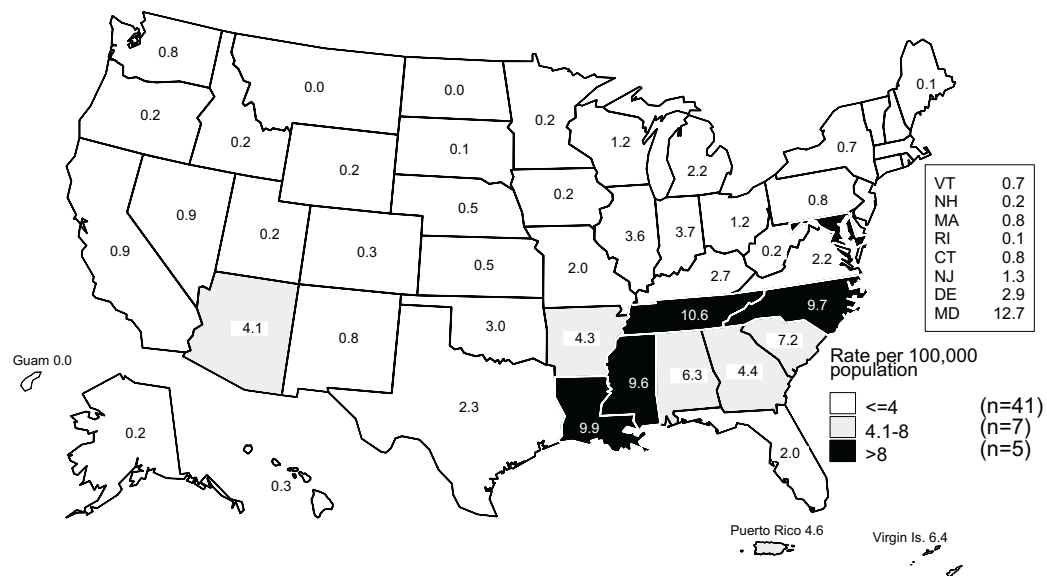 0.8
0.0
0.0
0.1
0.2
0.2
0.2
0.1
0.2
1.2
2.2
0.7
0.2
0.5
0.2
0.8
0.9
0.9
0.2
0.3
0.5
2.0
3.6
3.7
1.2
0.2
2.2
2.7
VT 0.7
NH 0.2
MA 0.8
RI 0.1
CT 0.8
NJ 1.3
DE 2.9
MD 12.7
4.1
0.8
3.0
4.3
10.6
9.7
7.2
9.6
6.3
4.4
2.3
9.9
2.0
Guam 0.0
0.2
0.3
Rate per 100,000
population
<=4 (n=41)
4.1-8 (n=7)
>8 (n=5)
Puerto Rico 4.6
Virgin Is. 6.4